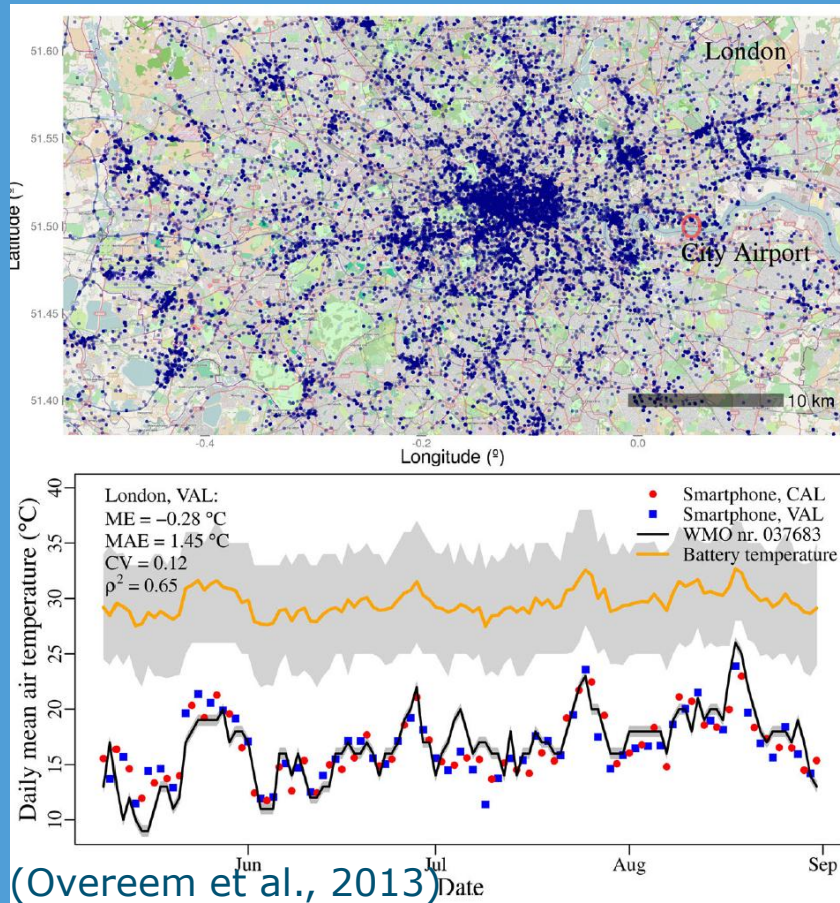 London
City Airport
10 km
51.60
51.55
51.50
51.45
51.40
Latitude (º)
-0.4
-0.2
0.0
Longitude (º)
40
35
30
25
20
15
10
Daily mean air temperature (°C)
London, VAL:
ME = −0.28 °C
MAE = 1.45 °C
CV = 0.12
ρ² = 0.65
Smartphone, CAL
Smartphone, VAL
WMO nr. 037683
Battery temperature
Jun
Jul
Aug
Sep
Date
(Overeem et al., 2013)